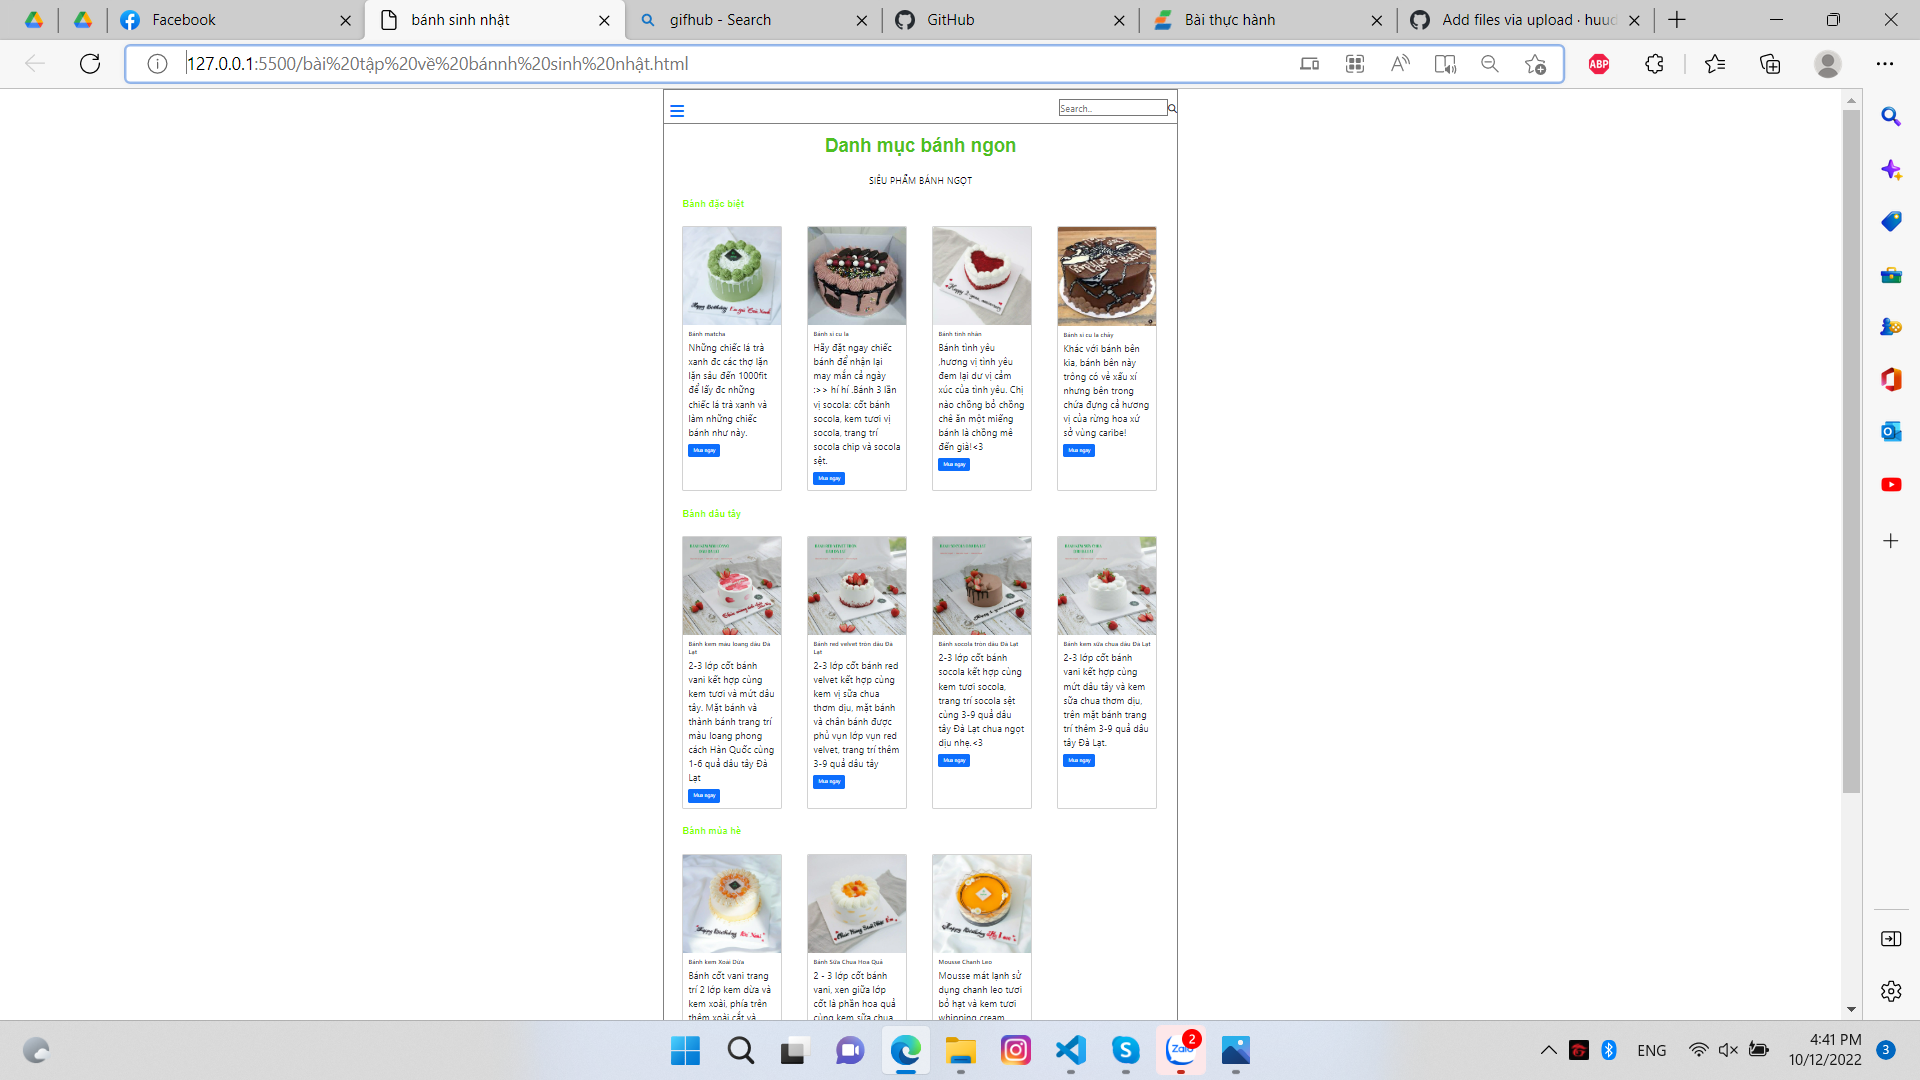 Facebook
bánh sinh nhật
gifhub - Search
GitHub
Bài thực hành
Add files via upload · huud
127.0.0.1:5500/bài%20tập%20về%20bánnh%20sinh%20nhật.html
ABP
Search..
Danh mục bánh ngon
SIÊU PHẨM BÁNH NGỌT
Bánh đặc biệt
Bánh matcha
Những chiếc lá trà
xanh đc các thợ lặn
lặn sâu đến 1000fit
để lấy đc những
chiếc lá trà xanh và
làm những chiếc
bánh như này.
Mua ngay
Bánh si cu la
Hãy đặt ngay chiếc
bánh để nhận lại
may mắn cả ngày
:>> hí hí .Bánh 3 lần
vị socola: cốt bánh
socola, kem tươi vị
socola, trang trí
socola chip và socola
sệt.
Mua ngay
Bánh tình nhân
Bánh tình yêu
,hương vị tình yêu
đem lại dư vị cảm
xúc của tình yêu. Chị
nào chồng bỏ chồng
chê ăn một miếng
bánh là chồng mê
đến già!<3
Mua ngay
Bánh si cu la chảy
Khác với bánh bên
kia, bánh bên này
trông có vẻ xấu xí
nhưng bên trong
chứa đựng cả hương
vị của rừng hoa xứ
sở vùng caribe!
Mua ngay
Bánh dâu tây
Bánh kem màu loang dâu Đà
Lạt
2-3 lớp cốt bánh
vani kết hợp cùng
kem tươi và mứt dâu
tây. Mặt bánh và
thành bánh trang trí
màu loang phong
cách Hàn Quốc cùng
1-6 quả dâu tây Đà
Lạt
Mua ngay
Bánh red velvet tròn dâu Đà
Lạt
2-3 lớp cốt bánh red
velvet kết hợp cùng
kem vị sữa chua
thơm dịu, mặt bánh
và chân bánh được
phủ vụn lớp vụn red
velvet, trang trí thêm
3-9 quả dâu tây
Mua ngay
Bánh socola tròn dâu Đà Lạt
2-3 lớp cốt bánh
socola kết hợp cùng
kem tươi socola,
trang trí socola sệt
cùng 3-9 quả dâu
tây Đà Lạt chua ngọt
dịu nhẹ.<3
Mua ngay
Bánh kem sữa chua dâu Đà Lạt
2-3 lớp cốt bánh
vani kết hợp cùng
mứt dâu tây và kem
sữa chua thơm dịu,
trên mặt bánh trang
trí thêm 3-9 quả dâu
tây Đà Lạt.
Mua ngay
Bánh mùa hè
Bánh kem Xoài Dừa
Bánh cốt vani trang
trí 2 lớp kem dừa và
kem xoài, phía trên
thêm xoài cắt và
Bánh Sữa Chua Hoa Quả
2 - 3 lớp cốt bánh
vani, xen giữa lớp
cốt là phần hoa quả
cùng kem sữa chua
Mousse Chanh Leo
Mousse mát lạnh sử
dụng chanh leo tươi
bỏ hạt và kem tươi
whipping cream
Zalo
2
ENG
4:41 PM
10/12/2022
3